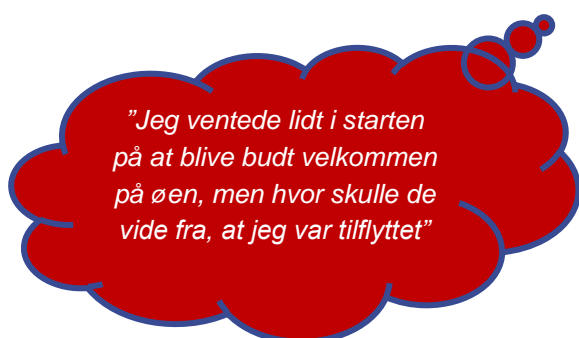 ”Jeg ventede lidt i starten
på at blive budt velkommen
på øen, men hvor skulle de
vide fra, at jeg var tilflyttet”